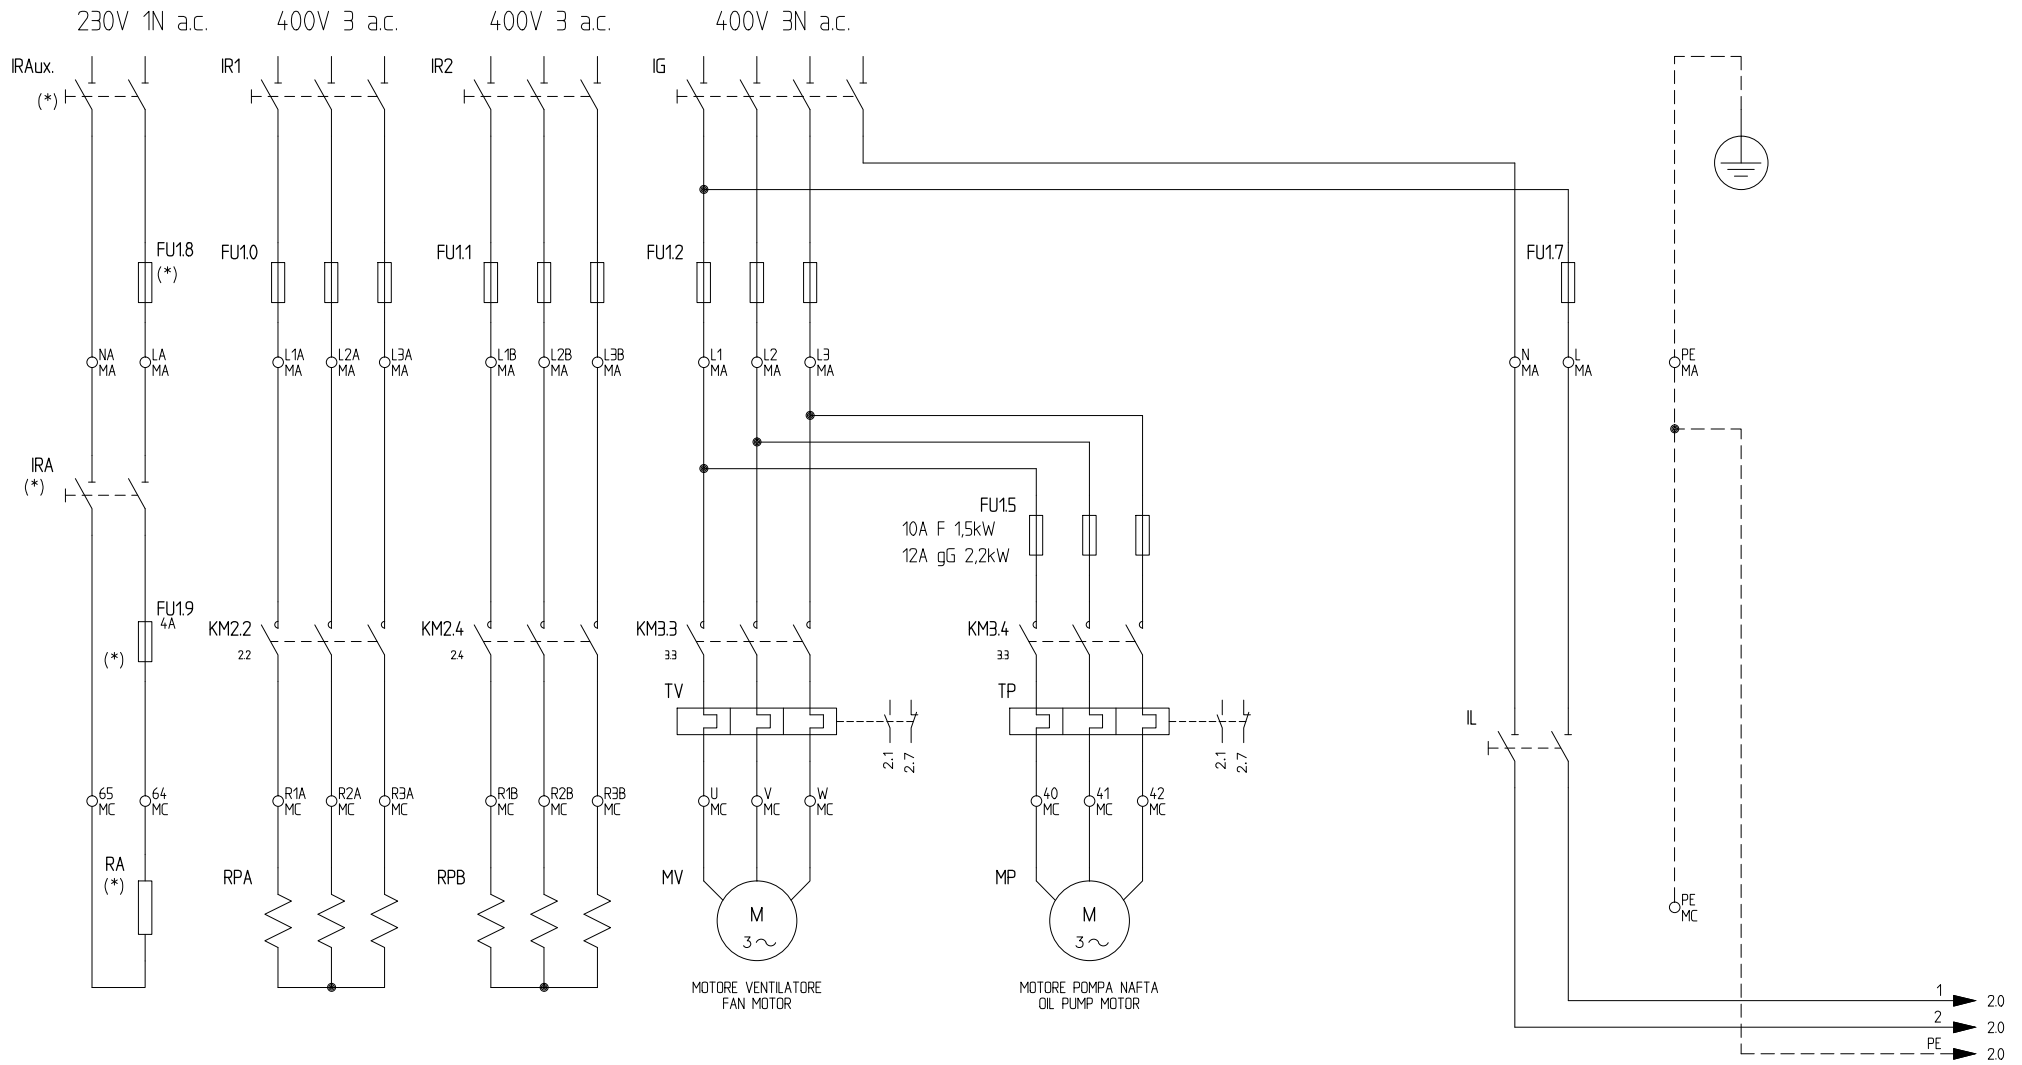 230V 1N a.c.
400V 3 a.c.
400V 3 a.c.
400V 3N a.c.
IRAux.
(*)
IR1
IR2
IG
FU1.8
(*)
FU1.0
FU1.1
FU1.2
FU1.7
NA
MA
LA
MA
L1A
MA
L2A
MA
L3A
MA
L1B
MA
L2B
MA
L3B
MA
L1
MA
L2
MA
L3
MA
N
MA
L
MA
PE
MA
IRA
(*)
FU1.5
10A F 1,5kW
12A gG 2,2kW
FU1.9
4A
(*)
KM2.2
2.2
KM2.4
2.4
KM3.3
3.3
KM3.4
3.3
TV
TP
2.1
2.7
2.1
2.7
IL
65
MC
64
MC
R1A
MC
R2A
MC
R3A
MC
R1B
MC
R2B
MC
R3B
MC
U
MC
V
MC
W
MC
40
MC
41
MC
42
MC
RA
(*)
RPA
RPB
MV
M
3~
MP
M
3~
PE
MC
MOTORE VENTILATORE
FAN MOTOR
MOTORE POMPA NAFTA
OIL PUMP MOTOR
1
2.0
2
2.0
PE
2.0